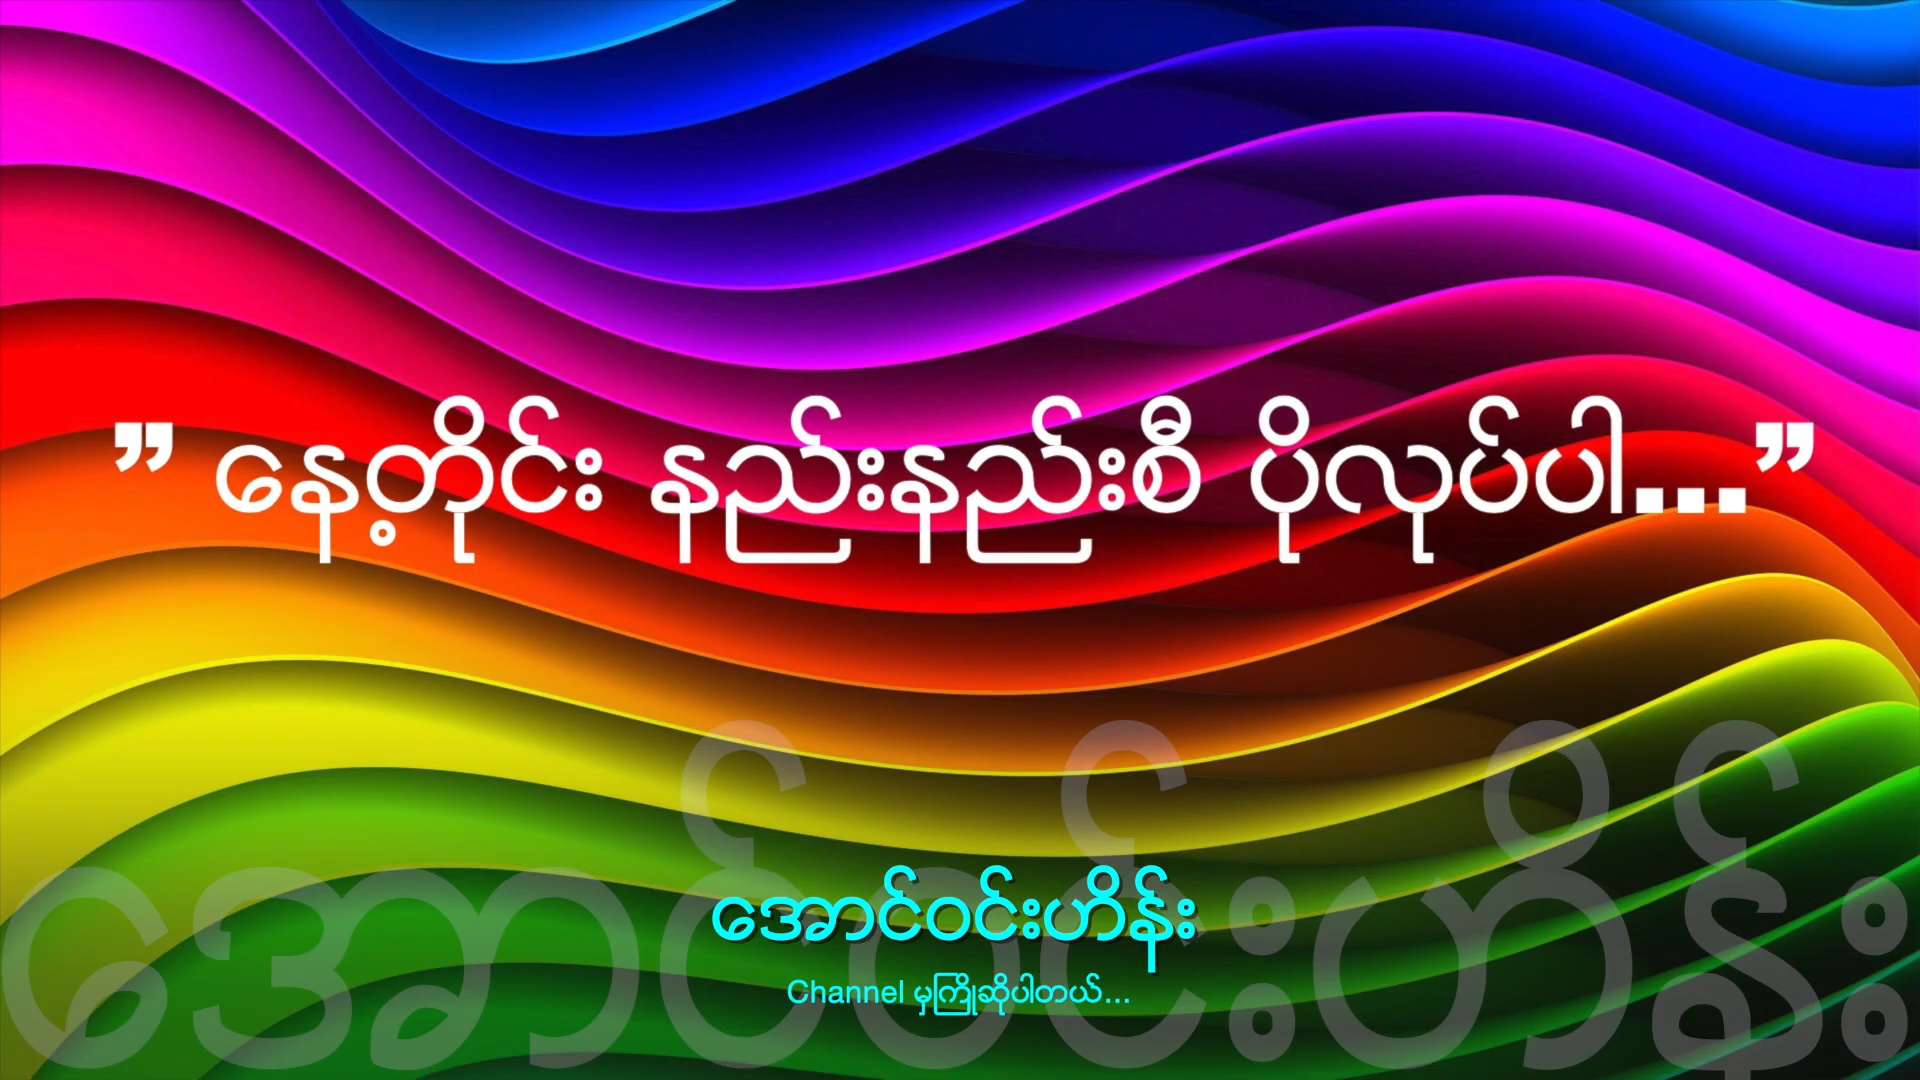 ” နေ့တိုင်း နည်းနည်းစီ ပိုလုပ်ပါ...”
အောင်ဝင်းဟိန်း
အောင်ဝင်းဟိန်း
Channel မှကြိုဆိုပါတယ်...